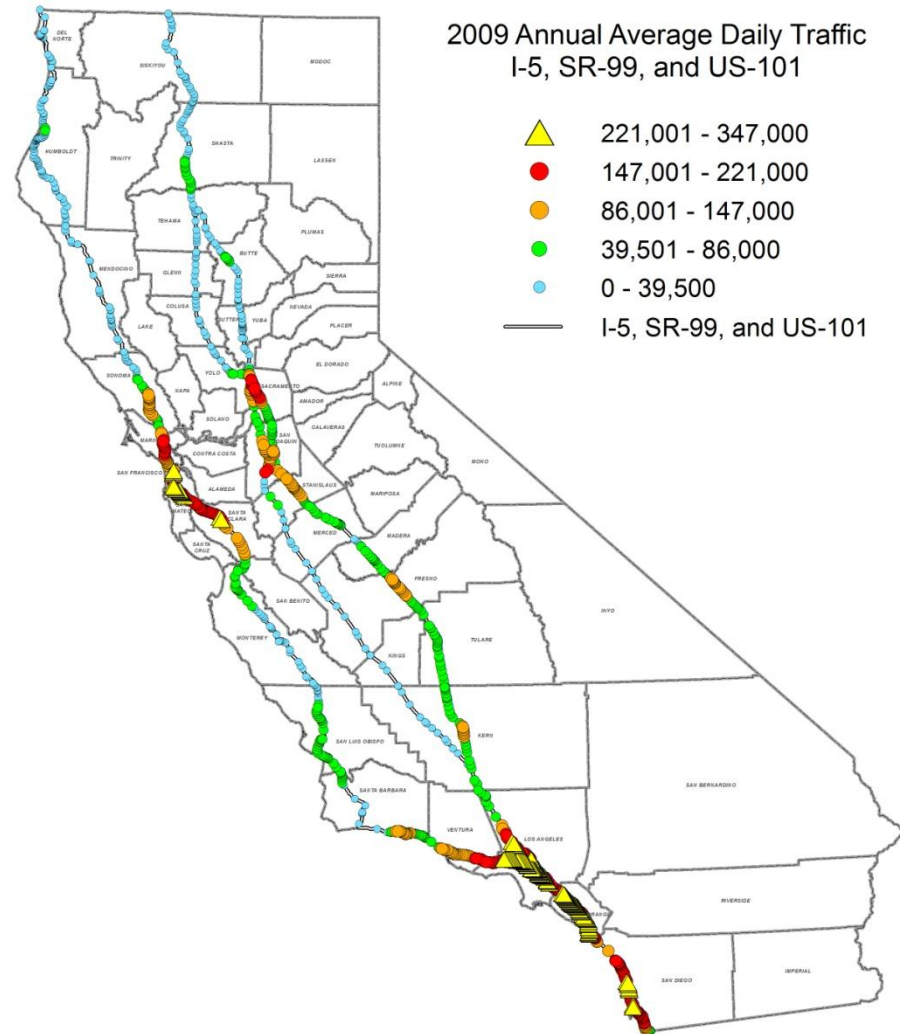 2009 Annual Average Daily Traffic
I-5, SR-99, and US-101
221,001 - 347,000
147,001 - 221,000
86,001 - 147,000
39,501 - 86,000
0 - 39,500
I-5, SR-99, and US-101
DEL NORTE
SISKIYOU
MODOC
HUMBOLDT
TRINITY
SHASTA
LASSEN
TEHAMA
PLUMAS
MENDOCINO
GLENN
BUTTE
SIERRA
COLUSA
NEVADA
LAKE
SUTTER
YUBA
PLACER
SONOMA
NAPA
YOLO
EL DORADO
SACRAMENTO
ALPINE
SOLANO
AMADOR
CALAVERAS
CONTRA COSTA
SAN JOAQUIN
TUOLUMNE
SAN FRANCISCO
ALAMEDA
STANISLAUS
MARIPOSA
SANTA CLARA
SANTA CRUZ
MERCED
MADERA
SAN BENITO
FRESNO
INYO
MONTEREY
KINGS
TULARE
SAN LUIS OBISPO
KERN
SAN BERNARDINO
SANTA BARBARA
VENTURA
LOS ANGELES
RIVERSIDE
SAN DIEGO
IMPERIAL